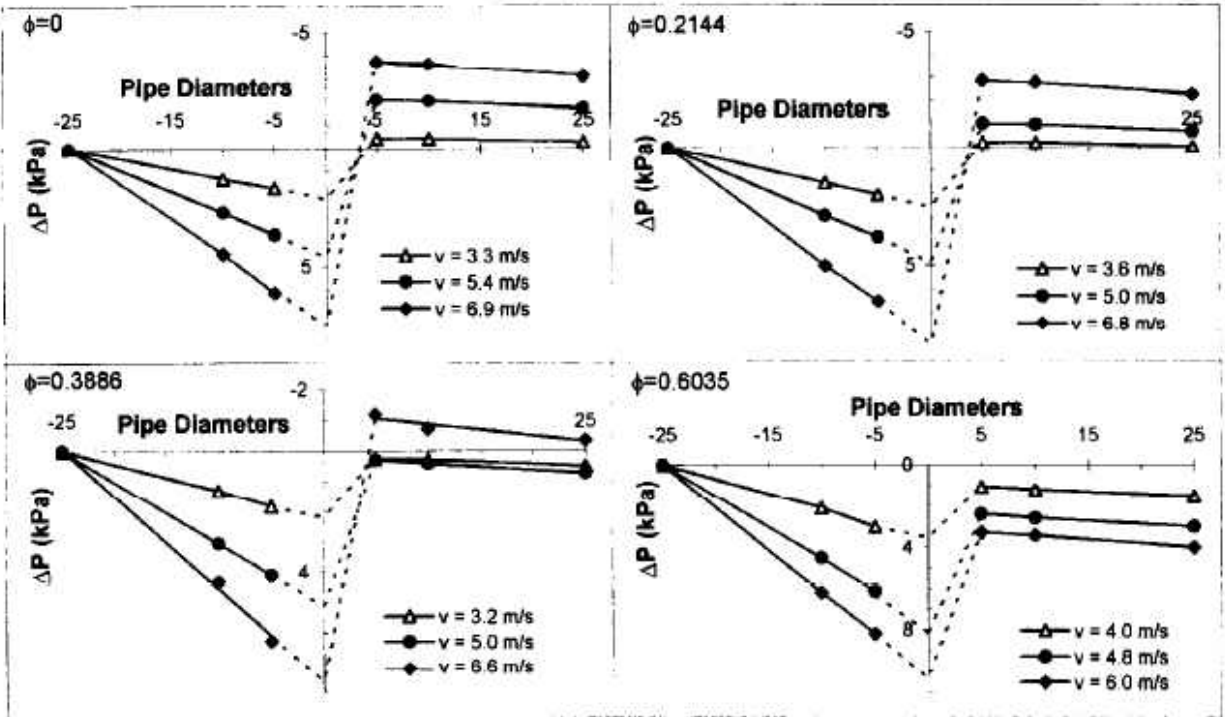 ϕ=0
-5
Pipe Diameters
-25 -15 -5 5 15 25
ΔP (kPa)
5
v = 3.3 m/s
v = 5.4 m/s
v = 6.9 m/s
ϕ=0.2144
-5
Pipe Diameters
-25 25
ΔP (kPa)
5
v = 3.6 m/s
v = 5.0 m/s
v = 6.8 m/s
ϕ=0.3886
-2
-25 Pipe Diameters 25
ΔP (kPa)
4
v = 3.2 m/s
v = 5.0 m/s
v = 6.6 m/s
ϕ=0.6035
Pipe Diameters
-25 -15 -5 5 15 25
0
ΔP (kPa)
4
8
v = 4.0 m/s
v = 4.8 m/s
v = 6.0 m/s